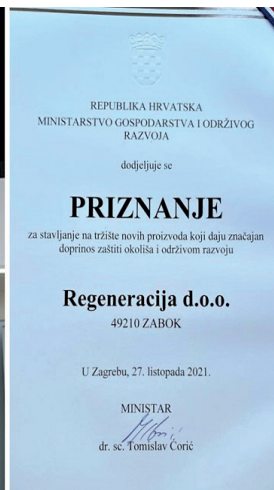 REPUBLIKA HRVATSKA
MINISTARSTVO GOSPODARSTVA I ODRŽIVOG
RAZVOJA
dodjeljuje se
PRIZNANJE
za stavljanje na tržište novih proizvoda koji daju značajan
doprinos zaštiti okoliša i održivom razvoju
Regeneracija d.o.o.
49210 ZABOK
U Zagrebu, 27. listopada 2021.
MINISTAR
dr. sc. Tomislav Ćorić